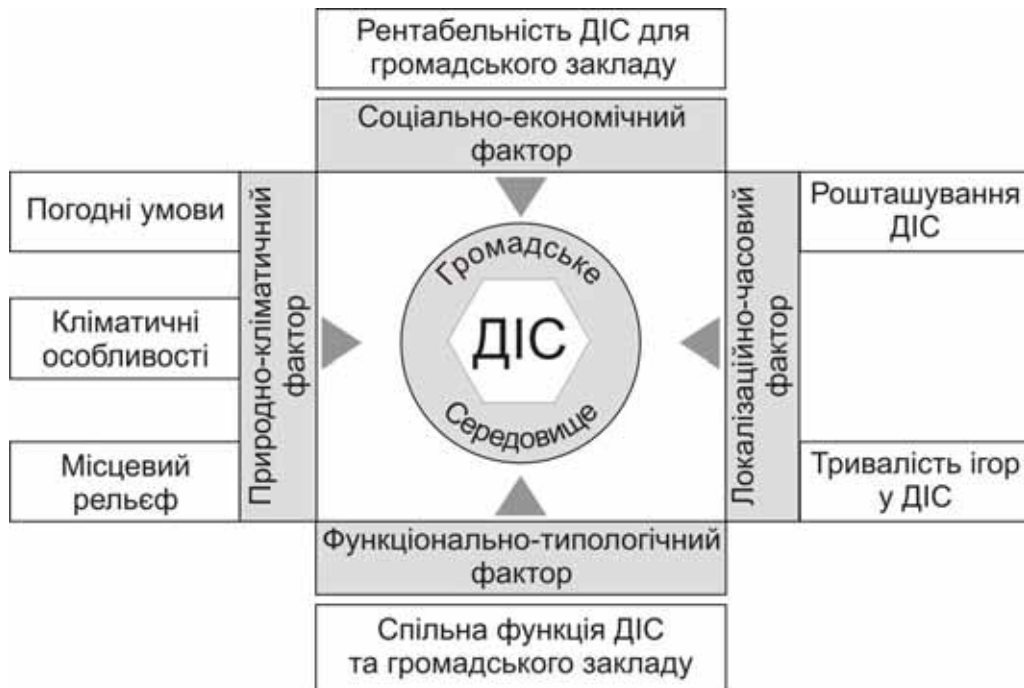 Рентабельність ДІС для
громадського закладу
Соціально-економічний
фактор
Погодні умови
Кліматичні
особливості
Місцевий
рельєф
Природно-кліматичний
фактор
Громадське
ДІС
Середовище
Локалізаційно-часовий
фактор
Рошташування
ДІС
Тривалість ігор
у ДІС
Функціонально-типологічний
фактор
Спільна функція ДІС
та громадського закладу